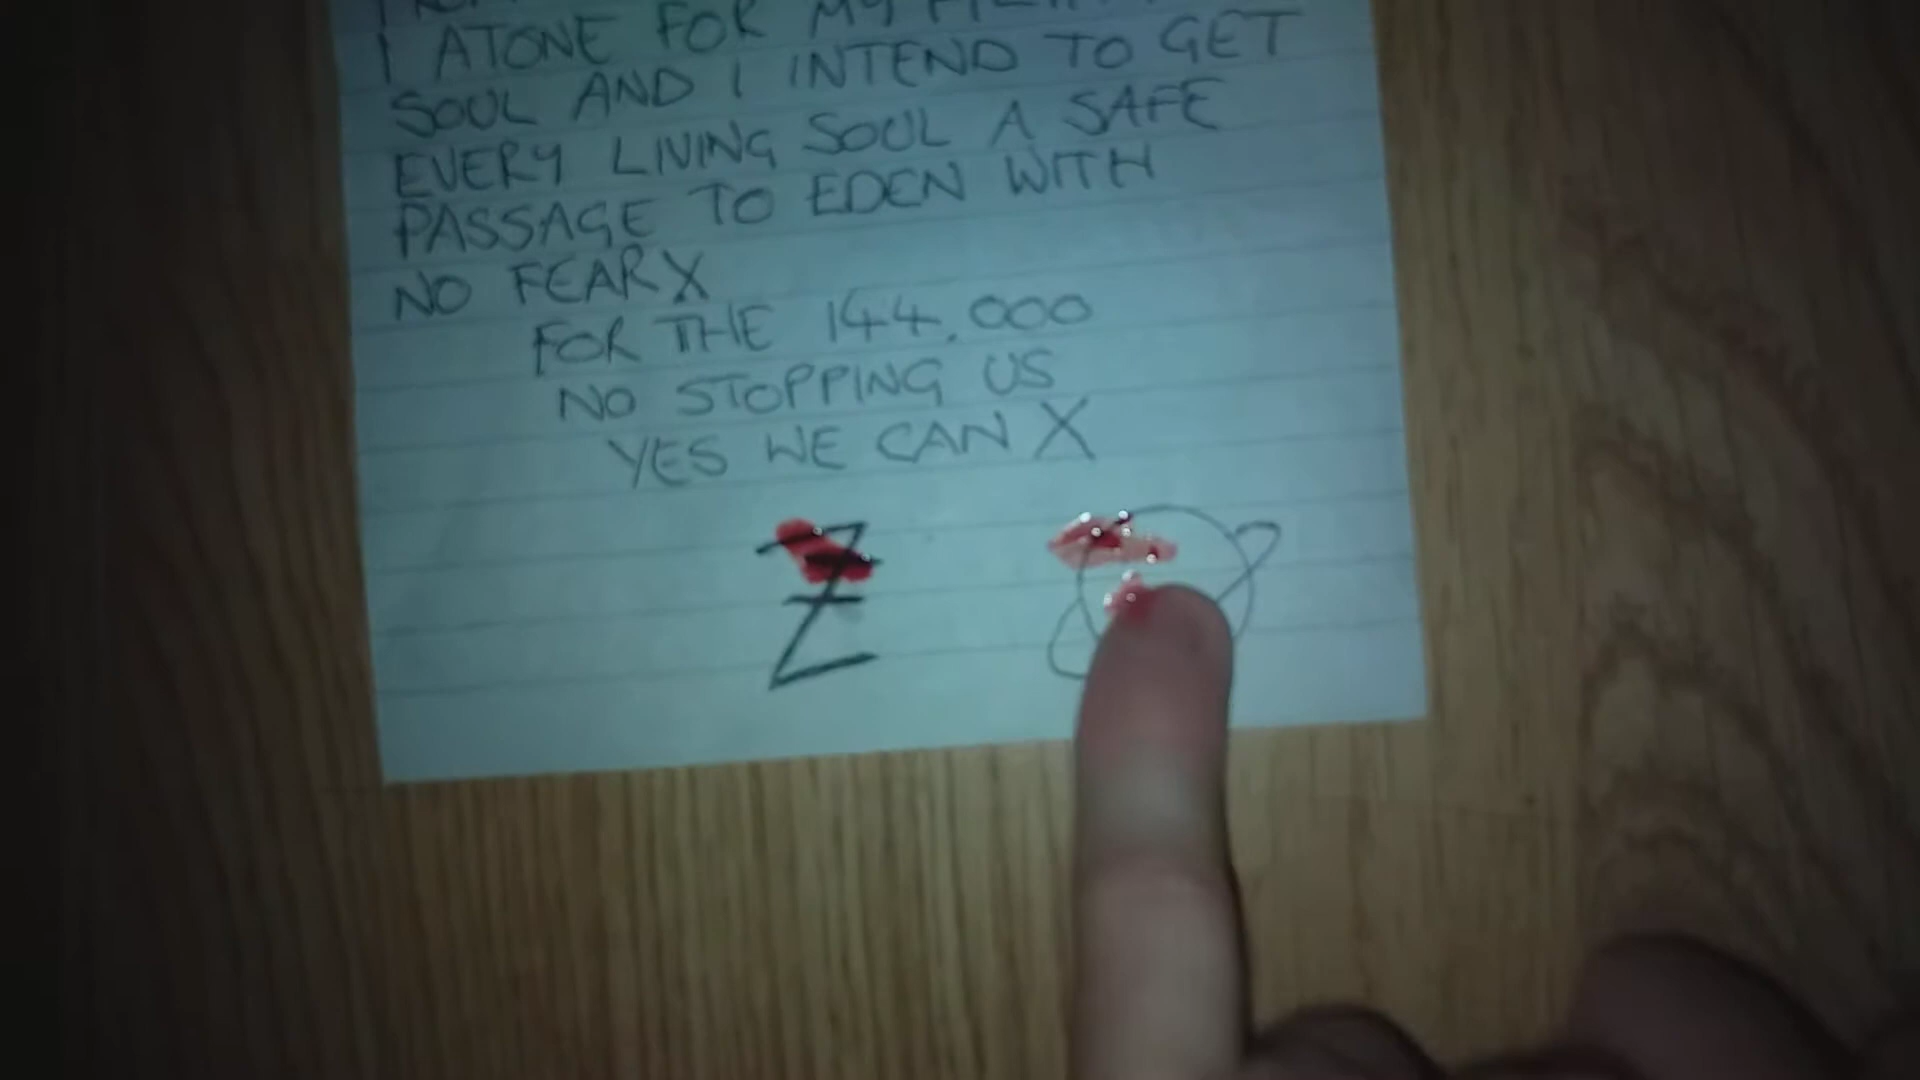 I ATONE FOR MY
SOUL AND I INTEND TO GET
EVERY LIVING SOUL A SAFE
PASSAGE TO EDEN WITH
NO FEAR X
FOR THE 144.000
NO STOPPING US
YES WE CAN X